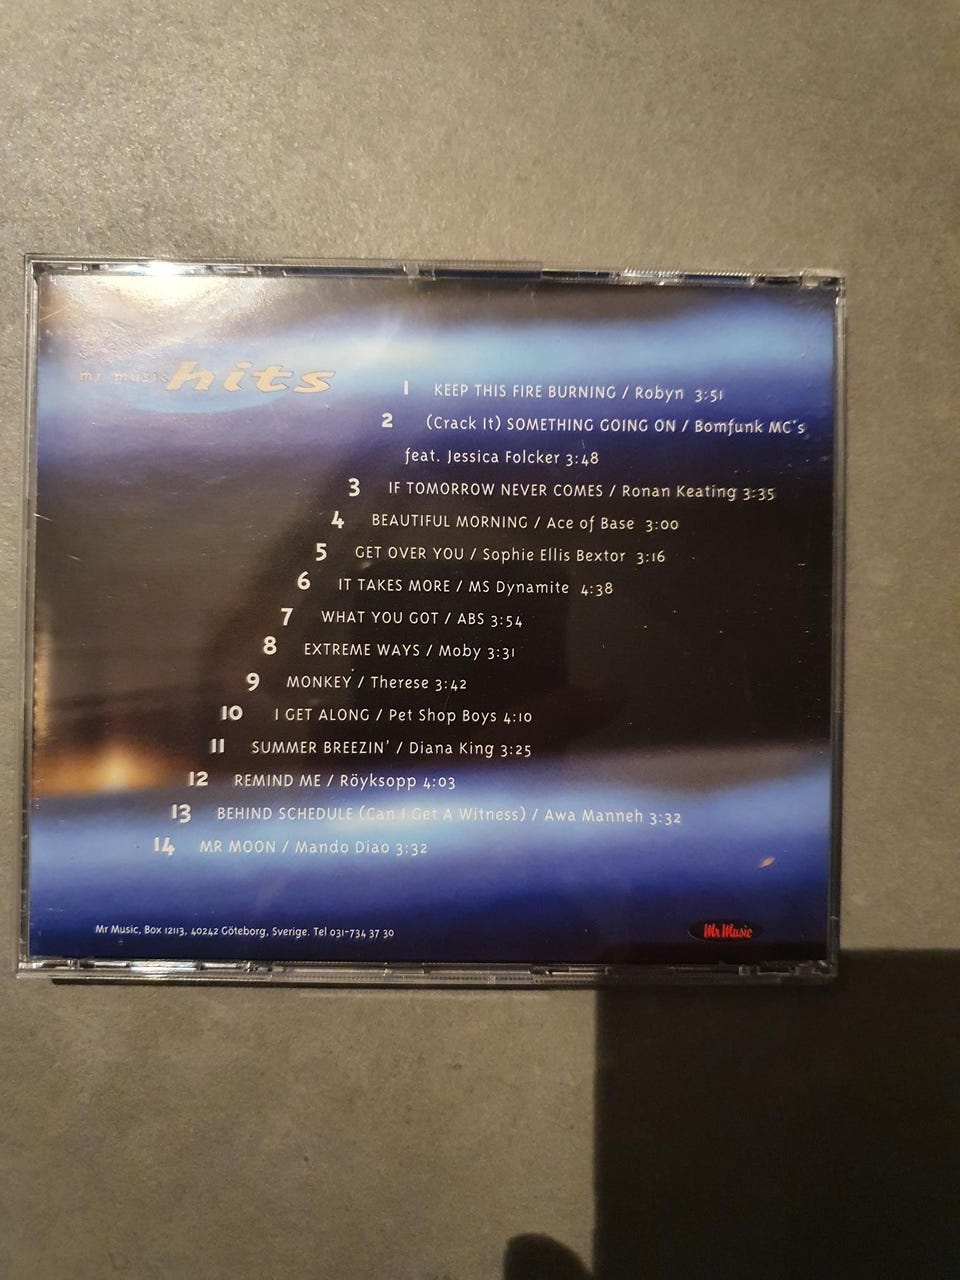 mr music hits
1 KEEP THIS FIRE BURNING / Robyn 3:51
2 (Crack It) SOMETHING GOING ON / Bomfunk MC's
feat. Jessica Folcker 3:48
3 IF TOMORROW NEVER COMES / Ronan Keating 3:35
4 BEAUTIFUL MORNING / Ace of Base 3:00
5 GET OVER YOU / Sophie Ellis Bextor 3:16
6 IT TAKES MORE / MS Dynamite 4:38
7 WHAT YOU GOT / ABS 3:54
8 EXTREME WAYS / Moby 3:31
9 MONKEY / Therese 3:42
10 I GET ALONG / Pet Shop Boys 4:10
11 SUMMER BREEZIN' / Diana King 3:25
12 REMIND ME / Röyksopp 4:03
13 BEHIND SCHEDULE (Can I Get A Witness) / Awa Manneh 3:32
14 MR MOON / Mando Diao 3:32
Mr Music, Box 12113, 40242 Göteborg, Sverige. Tel 031-734 37 30
Mr Music